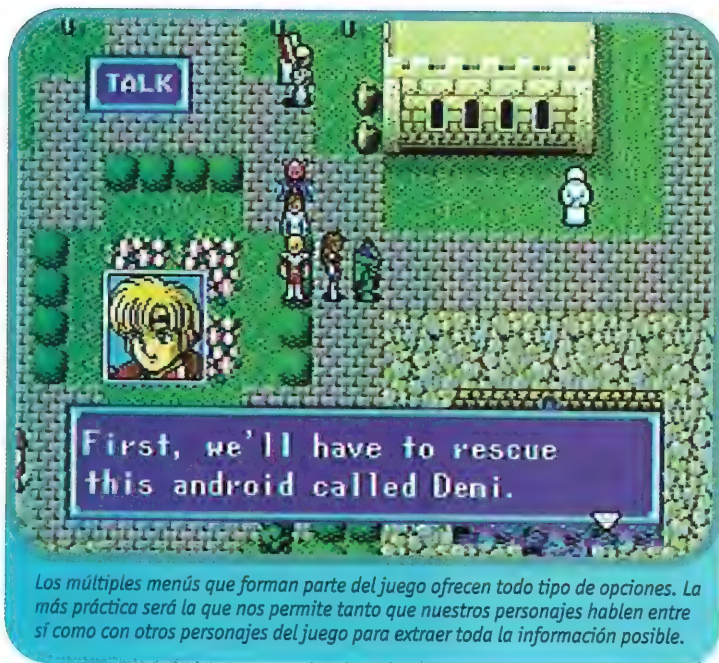 TALK
First, we'll have to rescue
this android called Deni.
Los múltiples menús que forman parte del juego ofrecen todo tipo de opciones. La
más práctica será la que nos permite tanto que nuestros personajes hablen entre
sí como con otros personajes del juego para extraer toda la información posible.